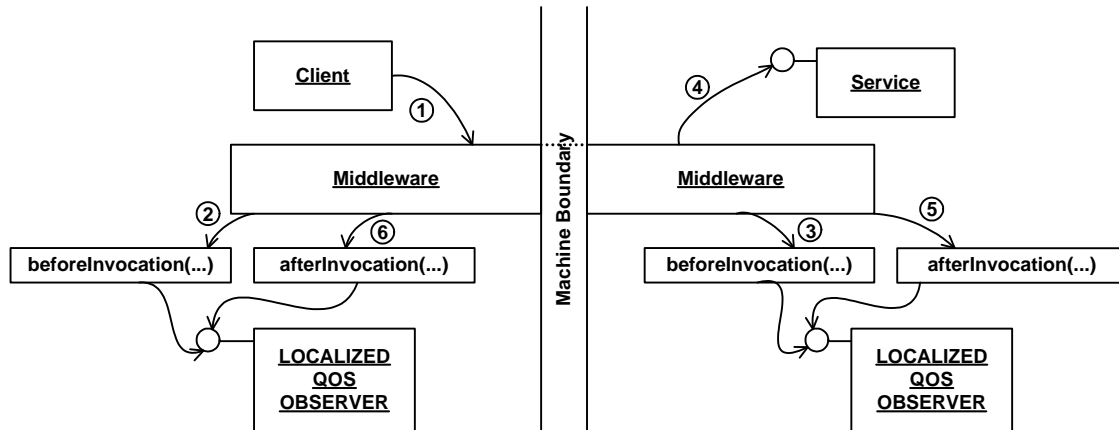 Client
Service
1
4
Machine Boundary
Middleware
Middleware
2
6
3
5
beforeInvocation(...)
afterInvocation(...)
beforeInvocation(...)
afterInvocation(...)
LOCALIZED
QOS
OBSERVER
LOCALIZED
QOS
OBSERVER